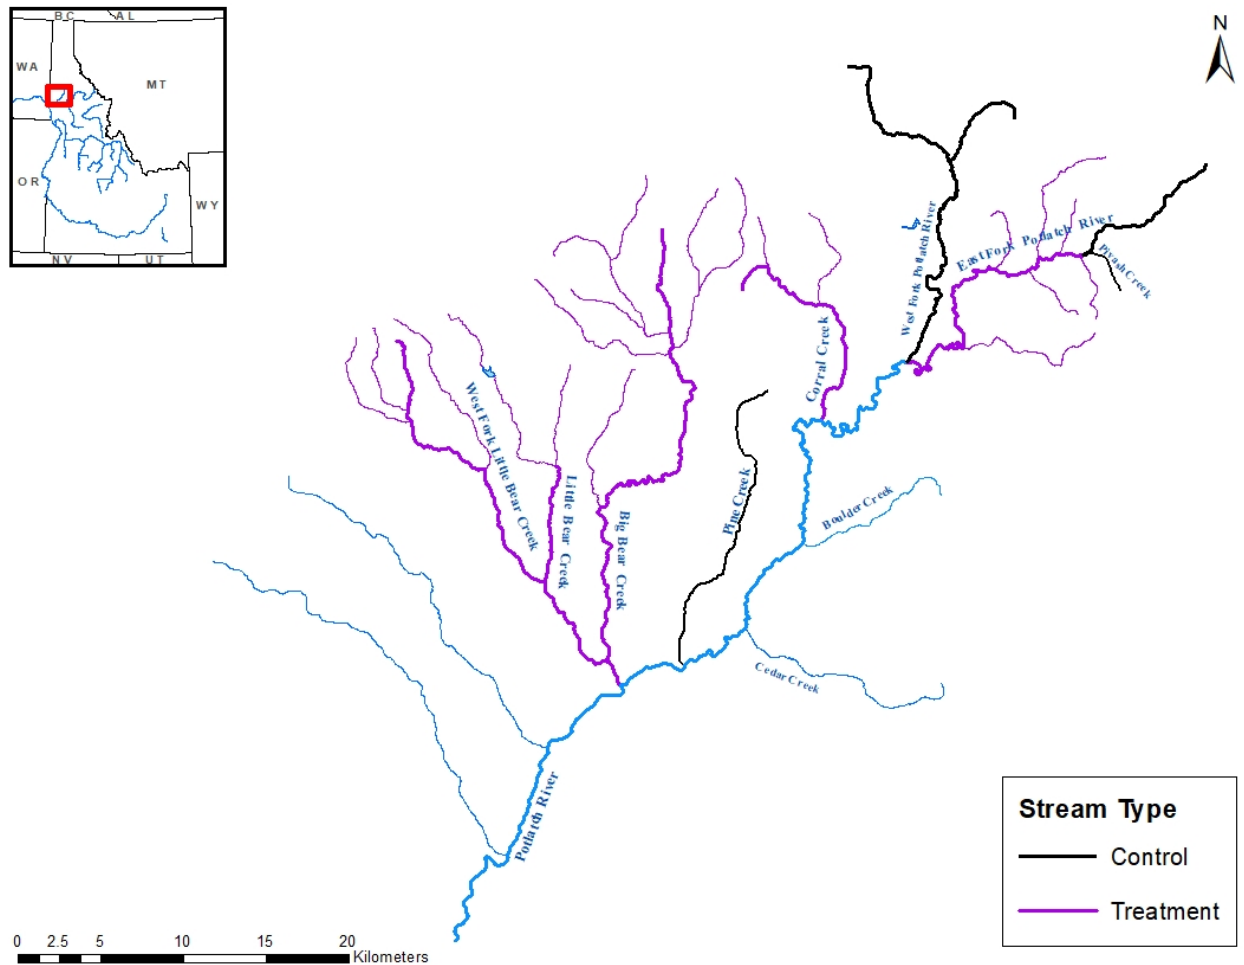 BC
AL
WA
MT
OR
WY
NV
UT
N
West Fork Potlatch River
East Fork Potlatch River
Pivash Creek
Corral Creek
West Fork Little Bear Creek
Little Bear Creek
Big Bear Creek
Pine Creek
Boulder Creek
Cedar Creek
Potlatch River
Stream Type
Control
Treatment
0 2.5 5 10 15 20
Kilometers